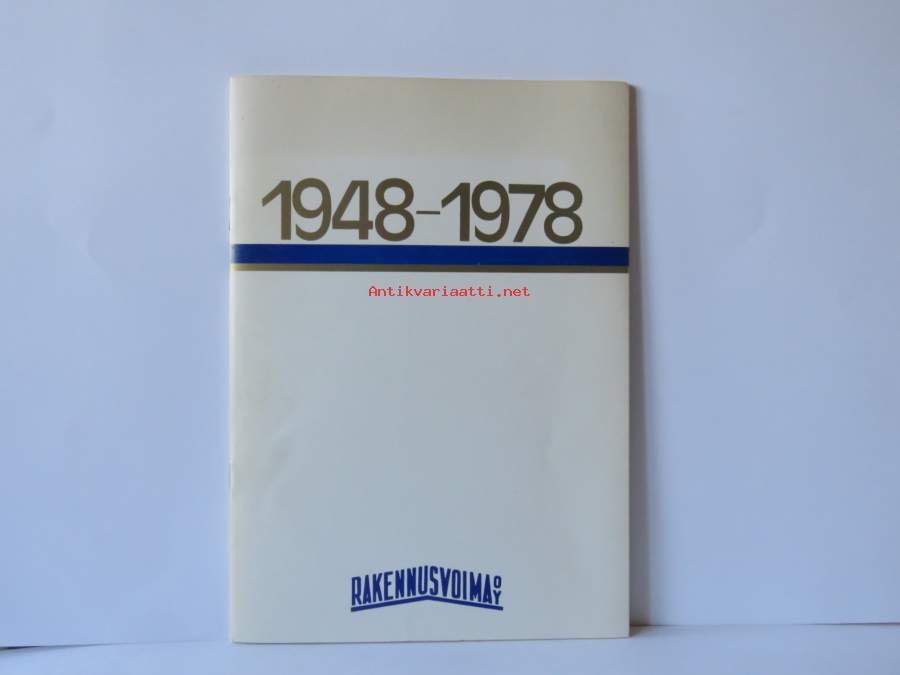 1948–1978
Antikvariaatti.net
RAKENNUSVOIMA OY